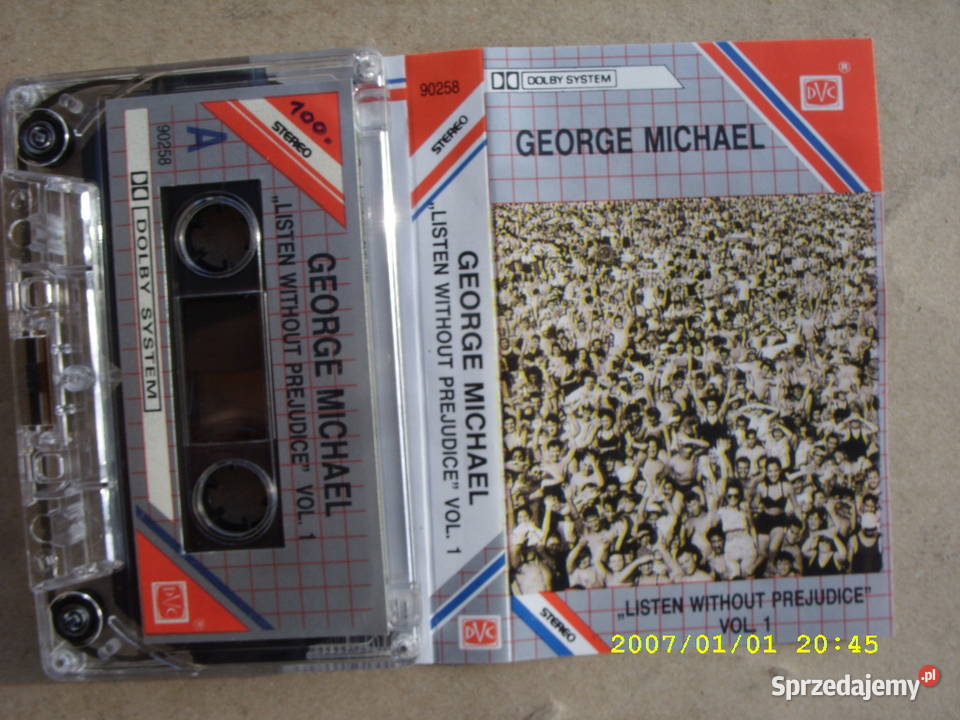 100.-
STEREO
A
90258
DOLBY SYSTEM
GEORGE MICHAEL
„LISTEN WITHOUT PREJUDICE” VOL. 1
DVC
®
90258
STEREO
GEORGE MICHAEL
„LISTEN WITHOUT PREJUDICE” VOL. 1
DVC
DOLBY SYSTEM
DVC
®
GEORGE MICHAEL
STEREO
„LISTEN WITHOUT PREJUDICE”
VOL. 1
2007/01/01 20:45
Sprzedajemy.pl